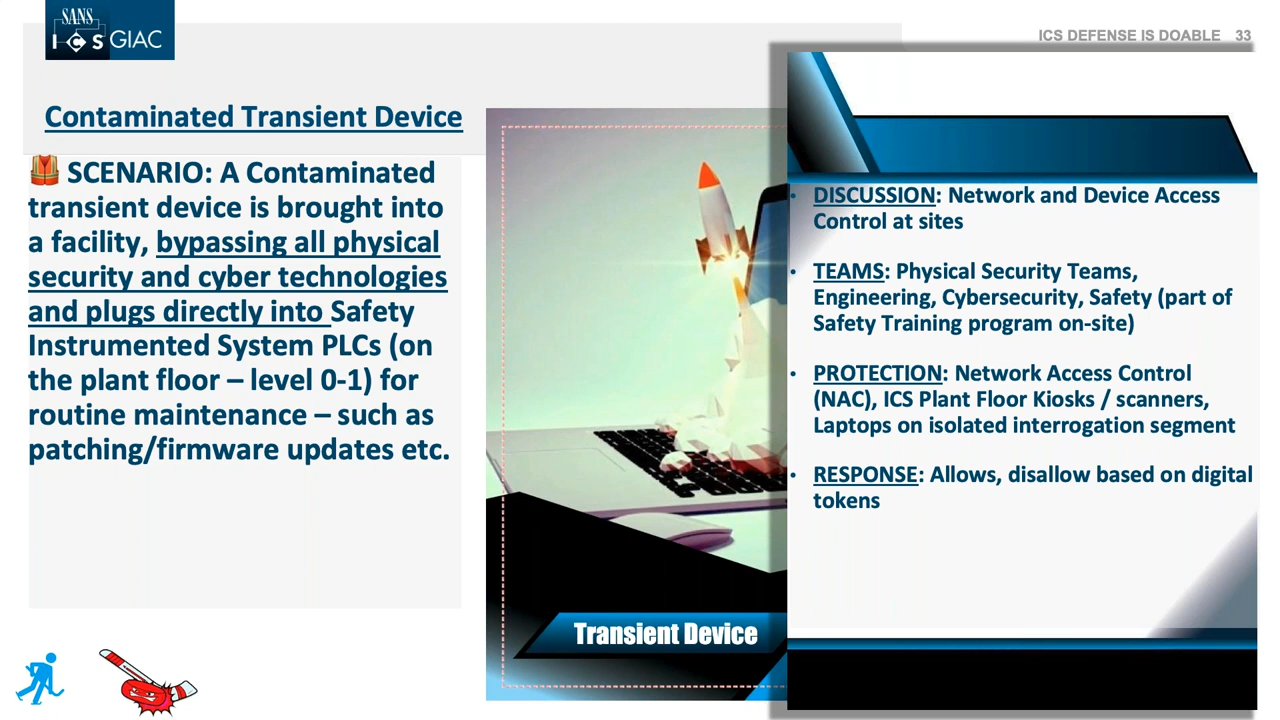 SANS
ICS GIAC
ICS DEFENSE IS DOABLE 33
Contaminated Transient Device
SCENARIO: A Contaminated
transient device is brought into
a facility, bypassing all physical
security and cyber technologies
and plugs directly into Safety
Instrumented System PLCs (on
the plant floor – level 0-1) for
routine maintenance – such as
patching/firmware updates etc.
Transient Device
• DISCUSSION: Network and Device Access
Control at sites
• TEAMS: Physical Security Teams,
Engineering, Cybersecurity, Safety (part of
Safety Training program on-site)
• PROTECTION: Network Access Control
(NAC), ICS Plant Floor Kiosks / scanners,
Laptops on isolated interrogation segment
• RESPONSE: Allows, disallow based on digital
tokens